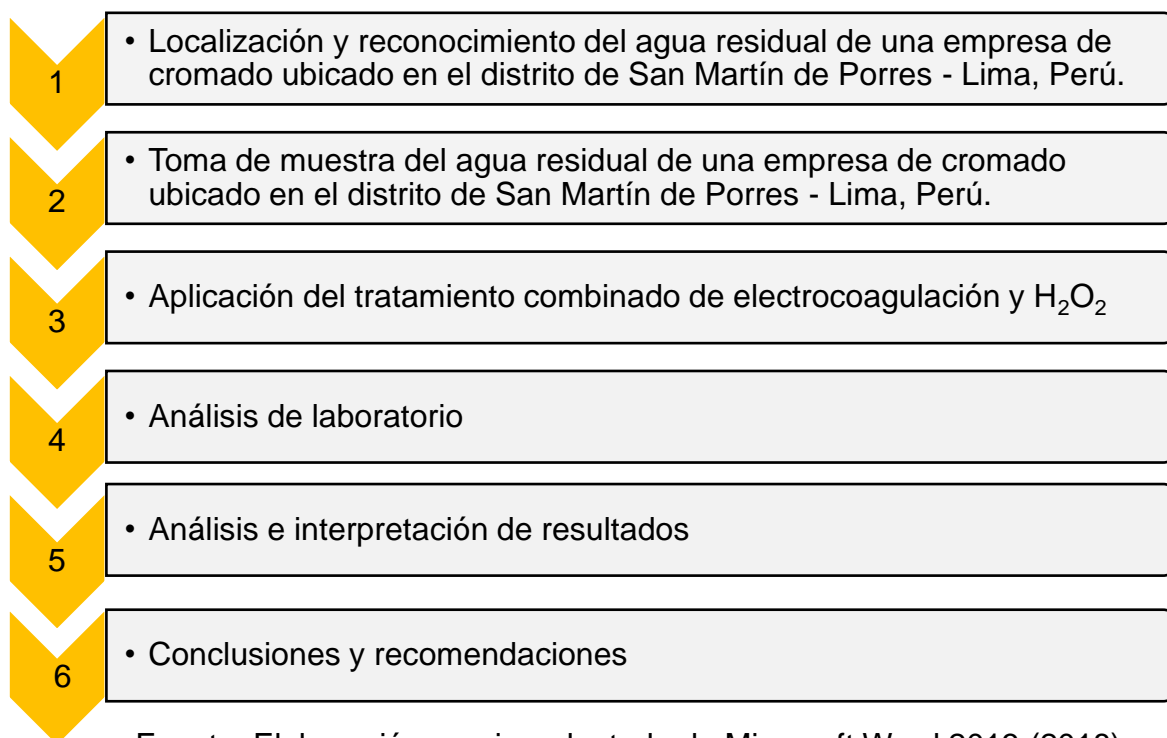 1
• Localización y reconocimiento del agua residual de una empresa de
cromado ubicado en el distrito de San Martín de Porres - Lima, Perú.
2
• Toma de muestra del agua residual de una empresa de cromado
ubicado en el distrito de San Martín de Porres - Lima, Perú.
3
• Aplicación del tratamiento combinado de electrocoagulación y H₂O₂
4
• Análisis de laboratorio
5
• Análisis e interpretación de resultados
6
• Conclusiones y recomendaciones